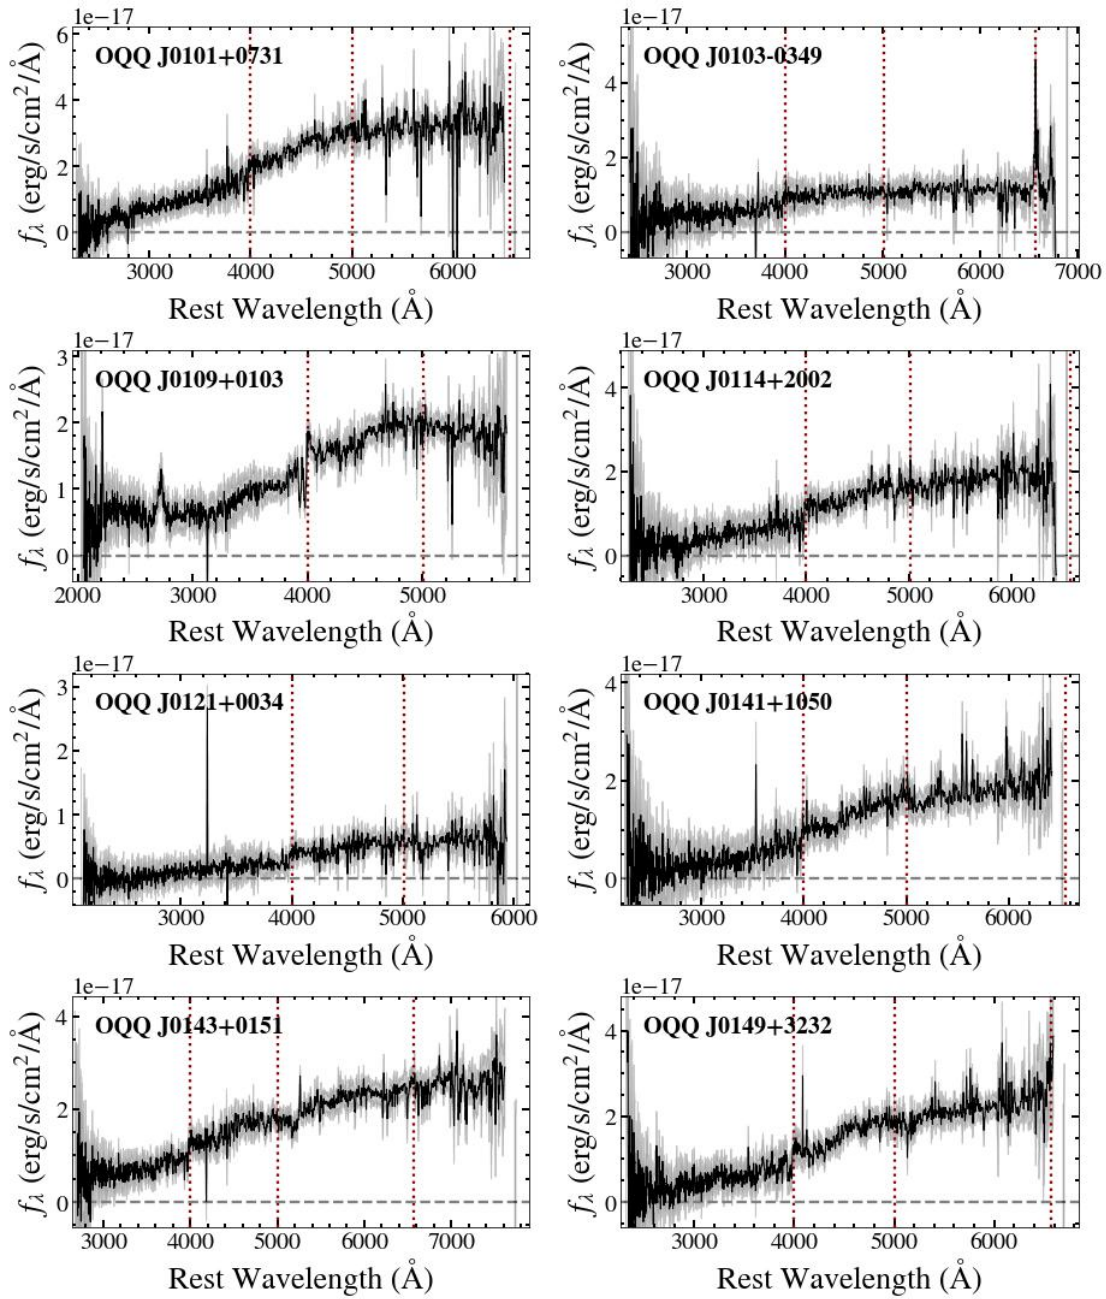 1e−17
OQQ J0101+0731
6
4
2
0
f_λ (erg/s/cm²/Å)
3000 4000 5000 6000
Rest Wavelength (Å)
1e−17
OQQ J0103-0349
4
2
0
f_λ (erg/s/cm²/Å)
3000 4000 5000 6000 7000
Rest Wavelength (Å)
1e−17
OQQ J0109+0103
3
2
1
0
f_λ (erg/s/cm²/Å)
2000 3000 4000 5000
Rest Wavelength (Å)
1e−17
OQQ J0114+2002
4
2
0
f_λ (erg/s/cm²/Å)
3000 4000 5000 6000
Rest Wavelength (Å)
1e−17
OQQ J0121+0034
3
2
1
0
f_λ (erg/s/cm²/Å)
3000 4000 5000 6000
Rest Wavelength (Å)
1e−17
OQQ J0141+1050
4
2
0
f_λ (erg/s/cm²/Å)
3000 4000 5000 6000
Rest Wavelength (Å)
1e−17
OQQ J0143+0151
4
2
0
f_λ (erg/s/cm²/Å)
3000 4000 5000 6000 7000
Rest Wavelength (Å)
1e−17
OQQ J0149+3232
4
2
0
f_λ (erg/s/cm²/Å)
3000 4000 5000 6000
Rest Wavelength (Å)